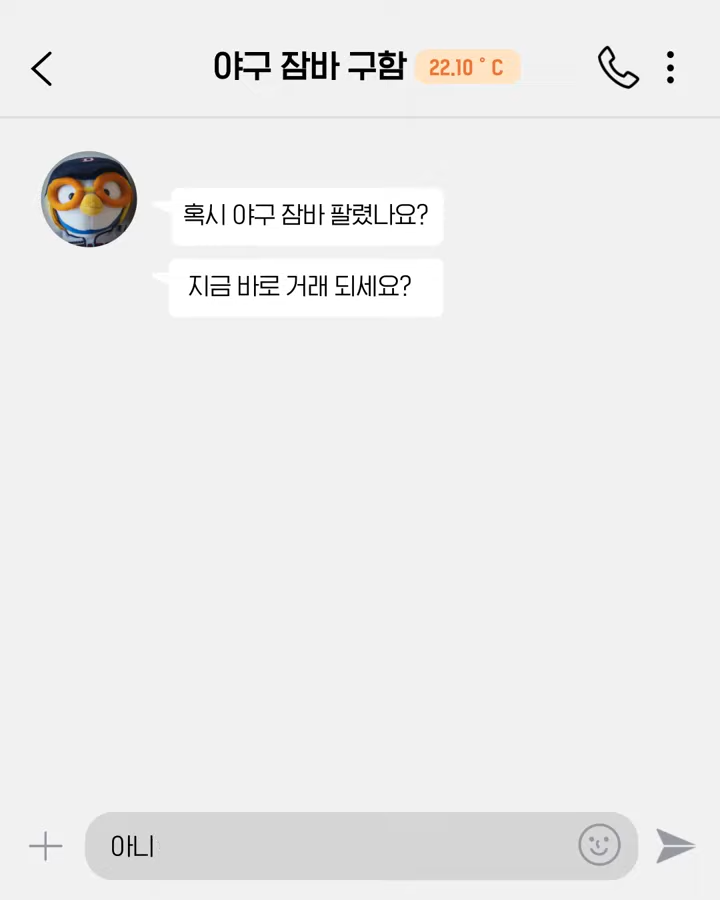 야구 잠바 구함 22.10°C
혹시 야구 잠바 팔렸나요?
지금 바로 거래 되세요?
아니